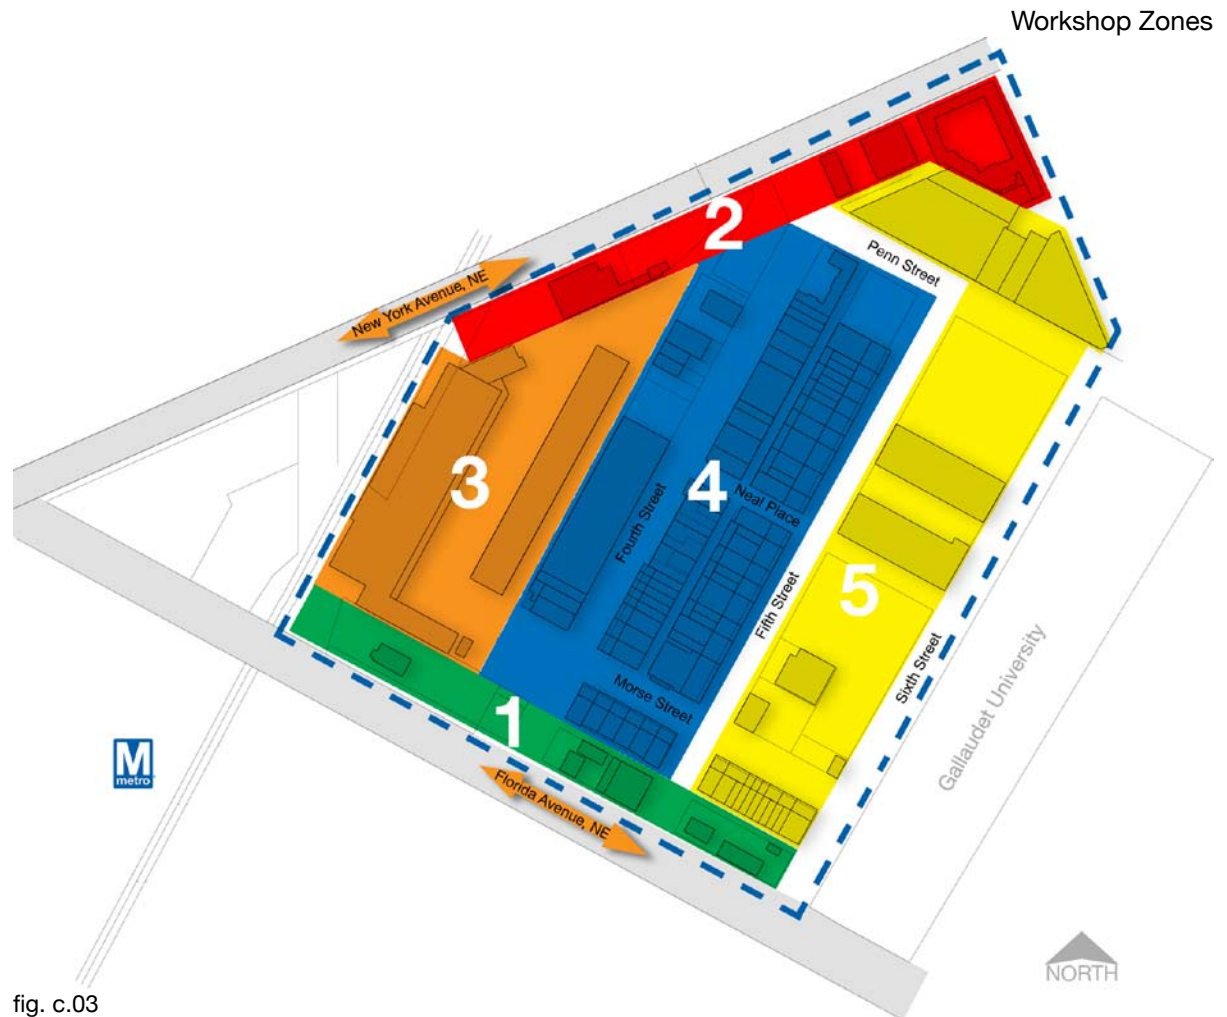 Workshop Zones
2
Penn Street
New York Avenue, NE
3
4
Neal Place
Fourth Street
5
Fifth Street
Sixth Street
Gallaudet University
Morse Street
1
M
metro
Florida Avenue, NE
NORTH
fig. c.03